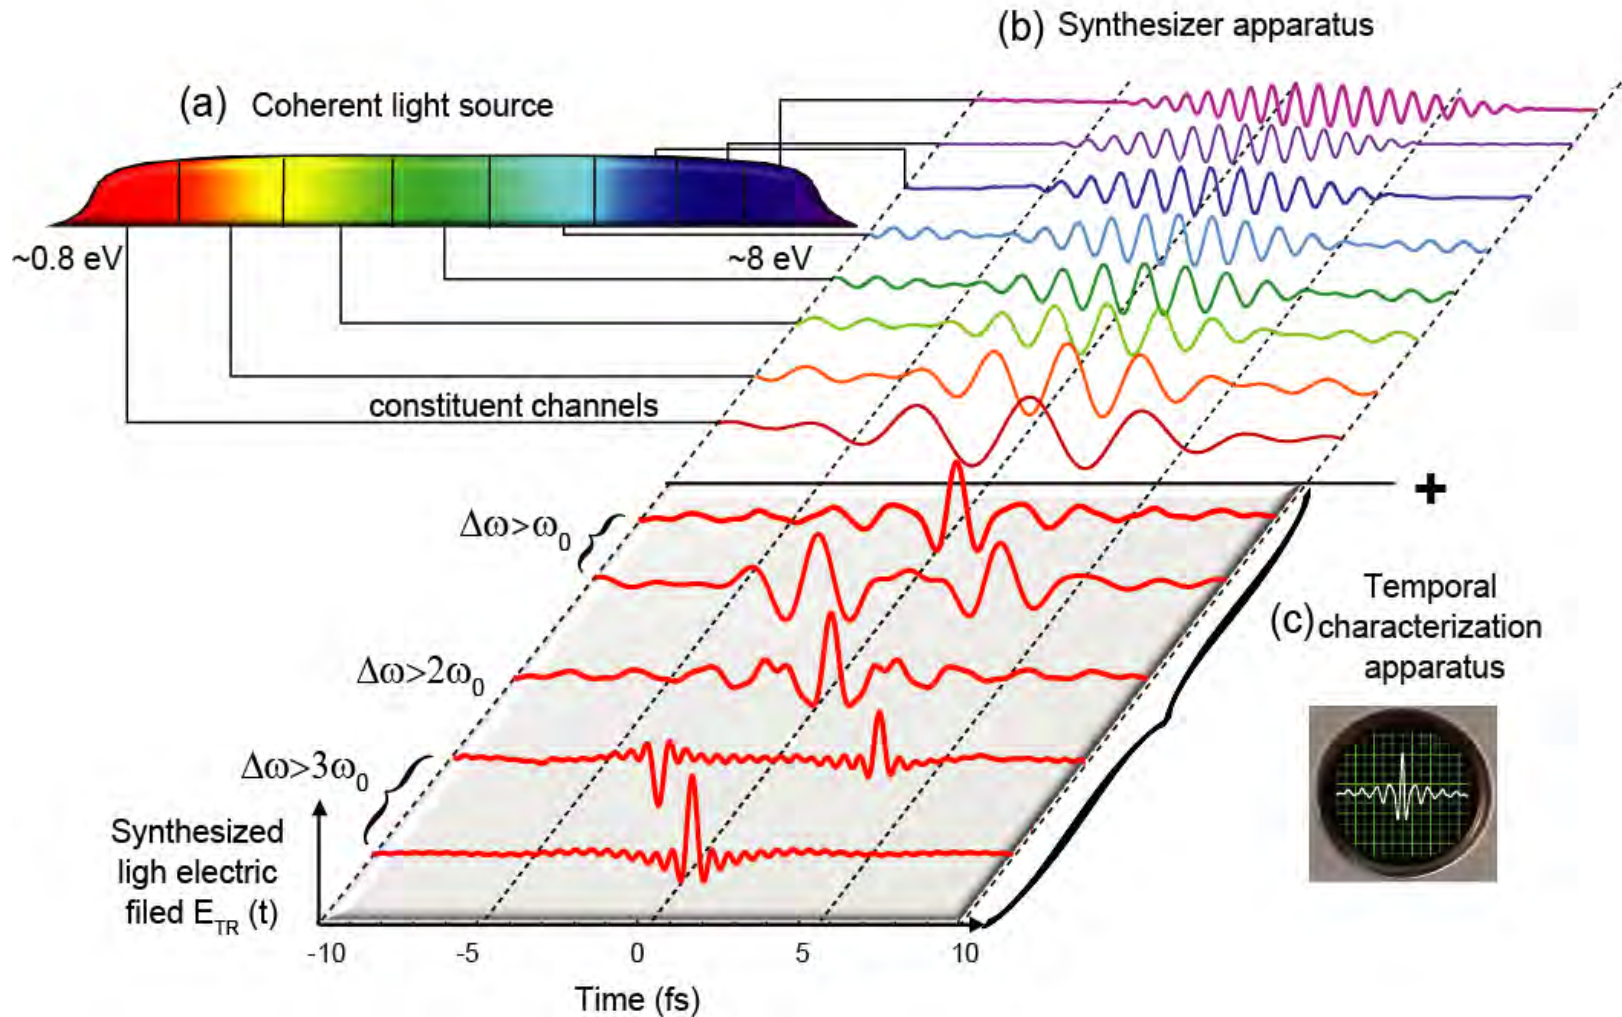 (b) Synthesizer apparatus
(a) Coherent light source
~0.8 eV
~8 eV
constituent channels
+
Δω>ω₀
Δω>2ω₀
Δω>3ω₀
(c) Temporal
characterization
apparatus
Synthesized
ligh electric
filed E_TR (t)
-10 -5 0 5 10
Time (fs)